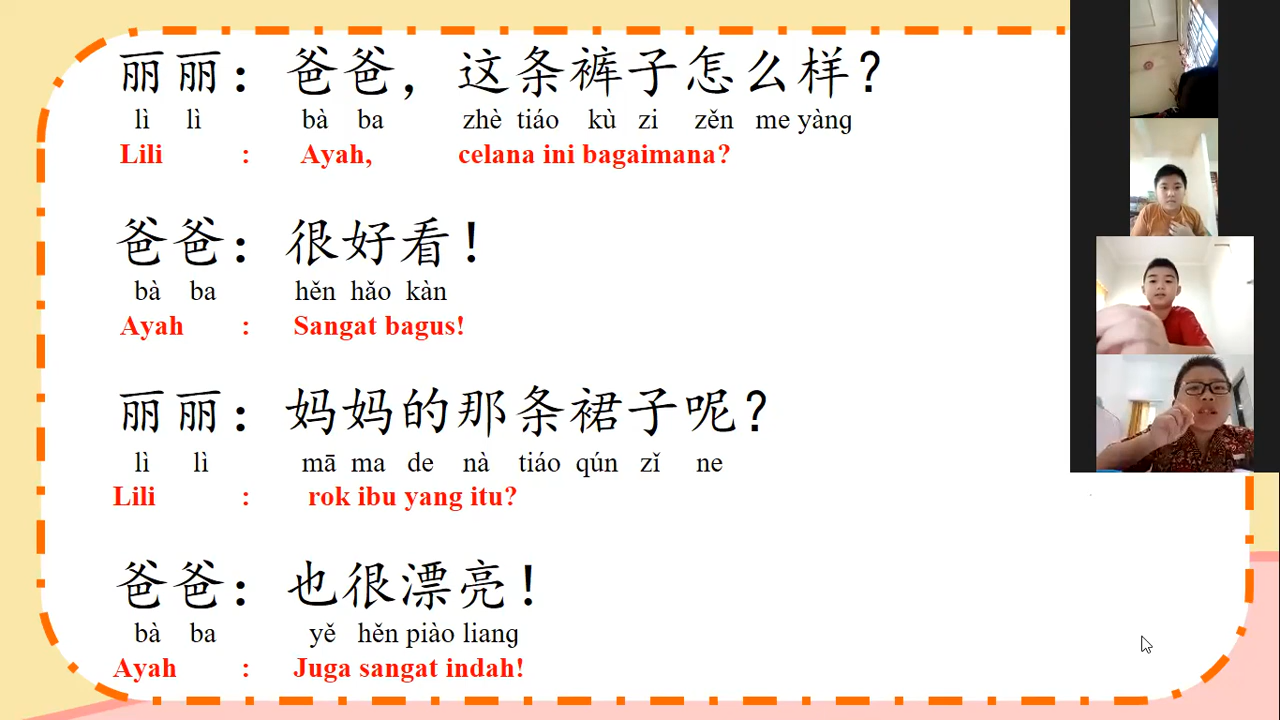 丽丽：爸爸，这条裤子怎么样？
lì lì bà ba zhè tiáo kù zi zěn me yàng
Lili : Ayah, celana ini bagaimana?
爸爸：很好看！
bà ba hěn hǎo kàn
Ayah : Sangat bagus!
丽丽：妈妈的那条裙子呢？
lì lì mā ma de nà tiáo qún zǐ ne
Lili : rok ibu yang itu?
爸爸：也很漂亮！
bà ba yě hěn piào liang
Ayah : Juga sangat indah!